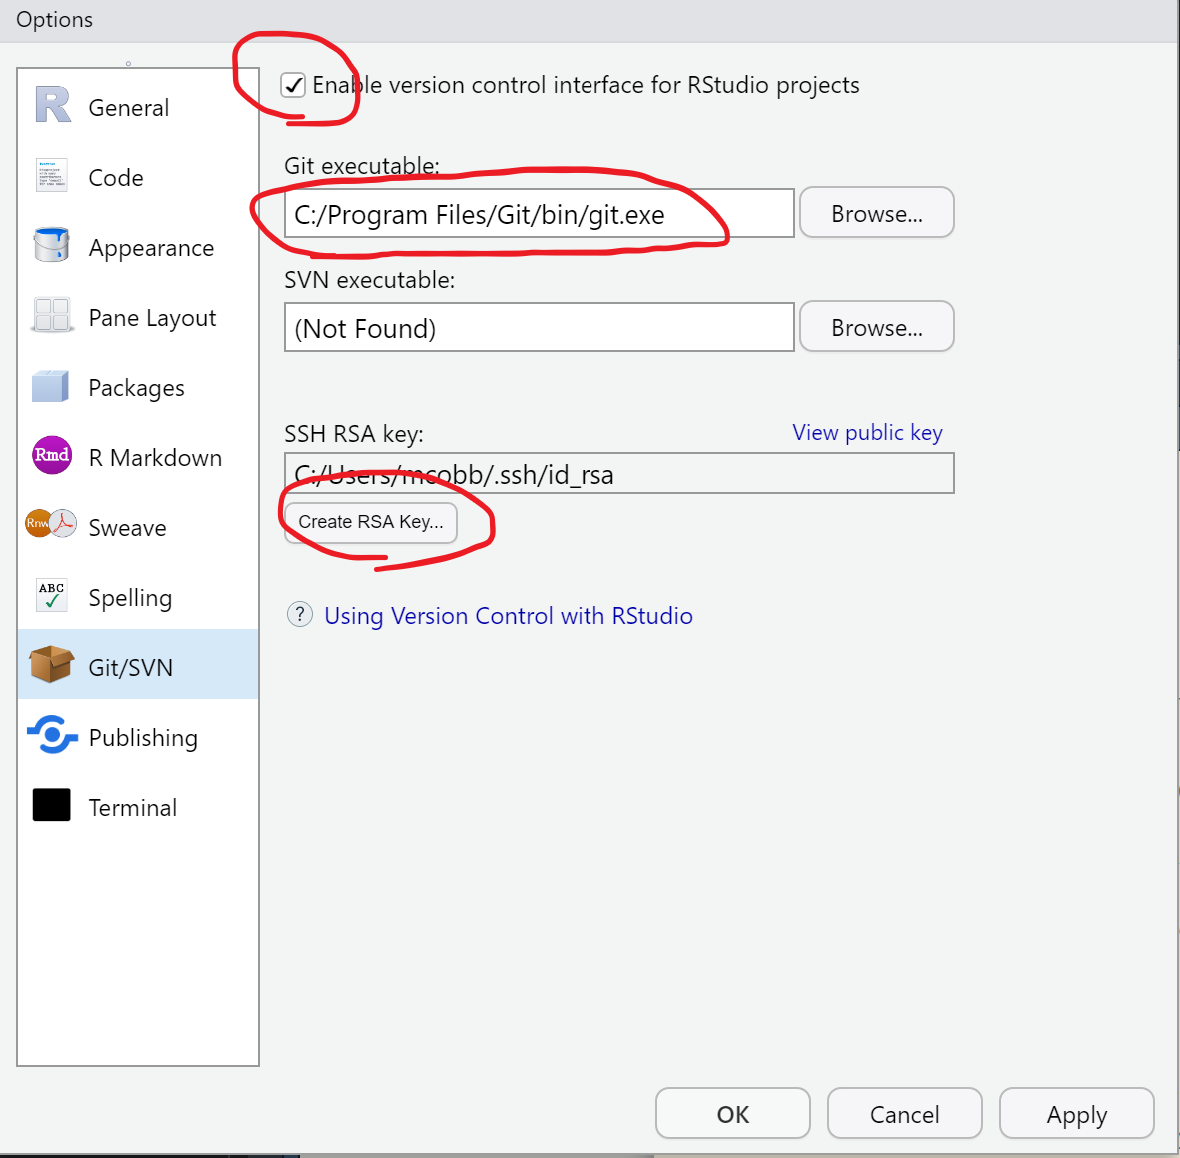 Options
General
Code
Appearance
Pane Layout
Packages
Rmd
R Markdown
Rnw
Sweave
ABC
Spelling
Git/SVN
Publishing
Terminal
Enable version control interface for RStudio projects
Git executable:
C:/Program Files/Git/bin/git.exe
Browse...
SVN executable:
(Not Found)
Browse...
SSH RSA key:
View public key
C:/Users/mcobb/.ssh/id_rsa
Create RSA Key...
? Using Version Control with RStudio
OK
Cancel
Apply